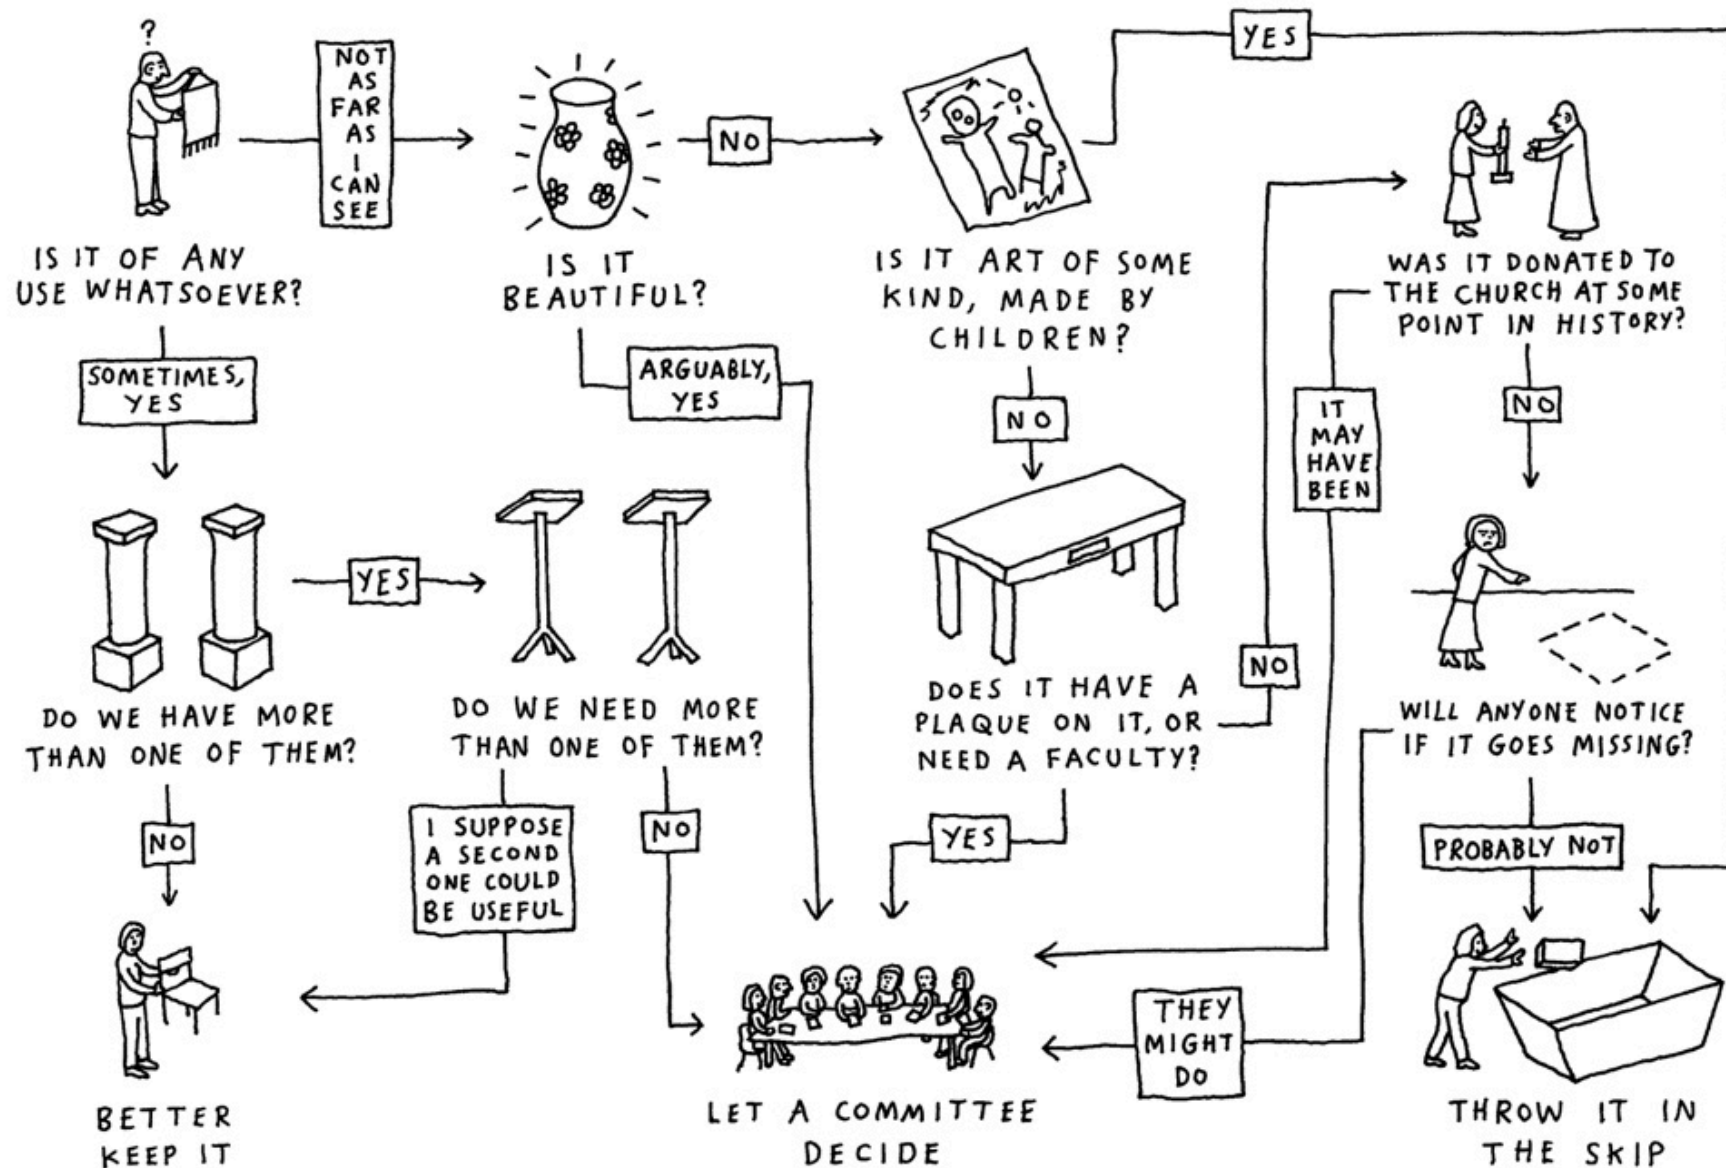 ?
NOT
AS
FAR
AS
I
CAN
SEE
NO
YES
IS IT OF ANY
USE WHATSOEVER?
IS IT
BEAUTIFUL?
IS IT ART OF SOME
KIND, MADE BY
CHILDREN?
WAS IT DONATED TO
THE CHURCH AT SOME
POINT IN HISTORY?
SOMETIMES,
YES
ARGUABLY,
YES
NO
IT
MAY
HAVE
BEEN
NO
YES
DO WE HAVE MORE
THAN ONE OF THEM?
DO WE NEED MORE
THAN ONE OF THEM?
DOES IT HAVE A
PLAQUE ON IT, OR
NEED A FACULTY?
NO
WILL ANYONE NOTICE
IF IT GOES MISSING?
NO
I SUPPOSE
A SECOND
ONE COULD
BE USEFUL
NO
YES
PROBABLY NOT
THEY
MIGHT
DO
BETTER
KEEP IT
LET A COMMITTEE
DECIDE
THROW IT IN
THE SKIP